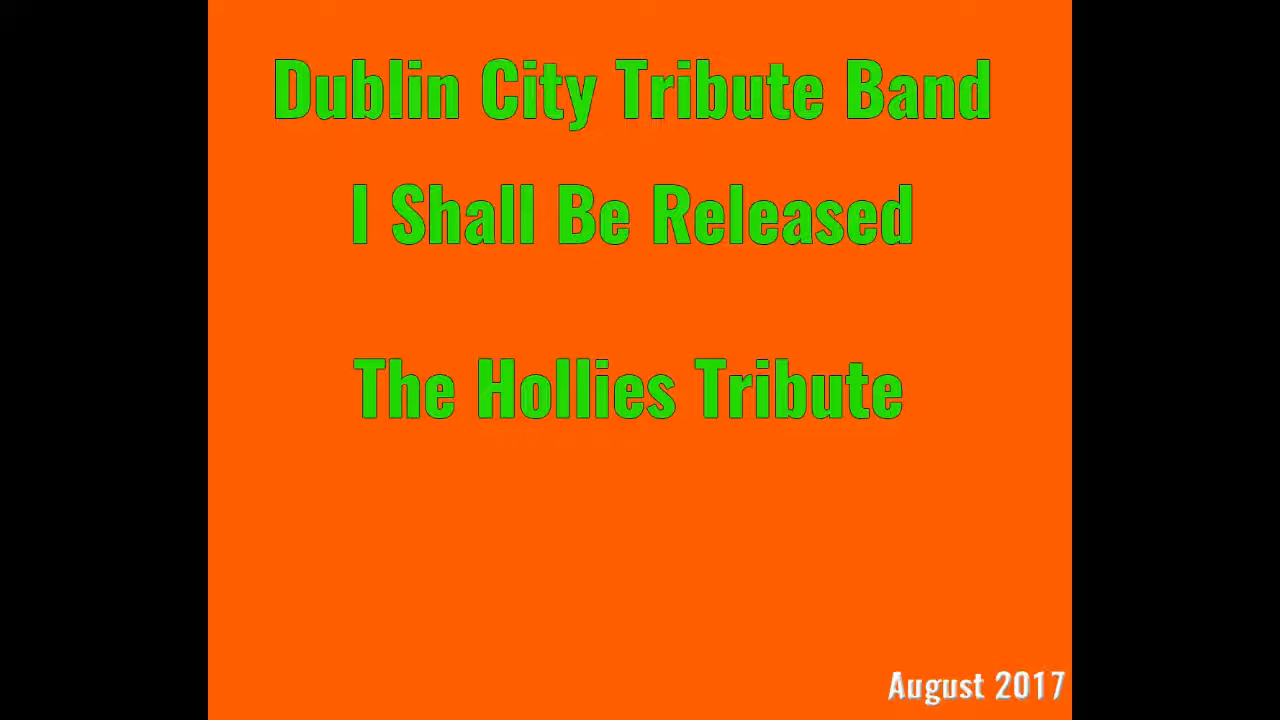 Dublin City Tribute Band
I Shall Be Released
The Hollies Tribute
August 2017